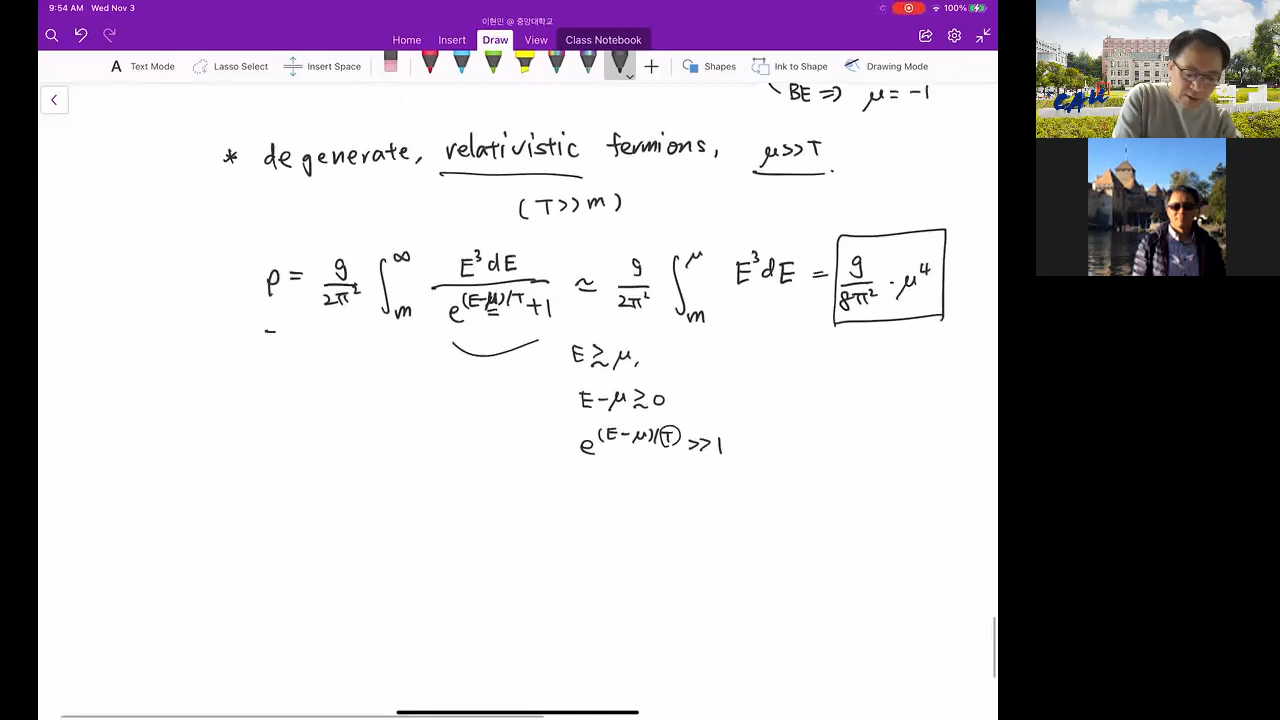 9:54 AM Wed Nov 3
100%
이현민 @ 중앙대학교
Home Insert Draw View Class Notebook
Text Mode Lasso Select Insert Space Shapes Ink to Shape Drawing Mode
BE ⇒ μ = -1
* degenerate, relativistic fermions, μ>>T.
(T>>m)
ρ = g/2π² ∫_m^∞ E³dE / (e^{(E-μ)/T}+1) ≃ g/2π² ∫_m^μ E³dE = g/8π² · μ⁴
E ≳ μ,
E-μ ≳ 0
e^{(E-μ)/T} >> 1
CAU